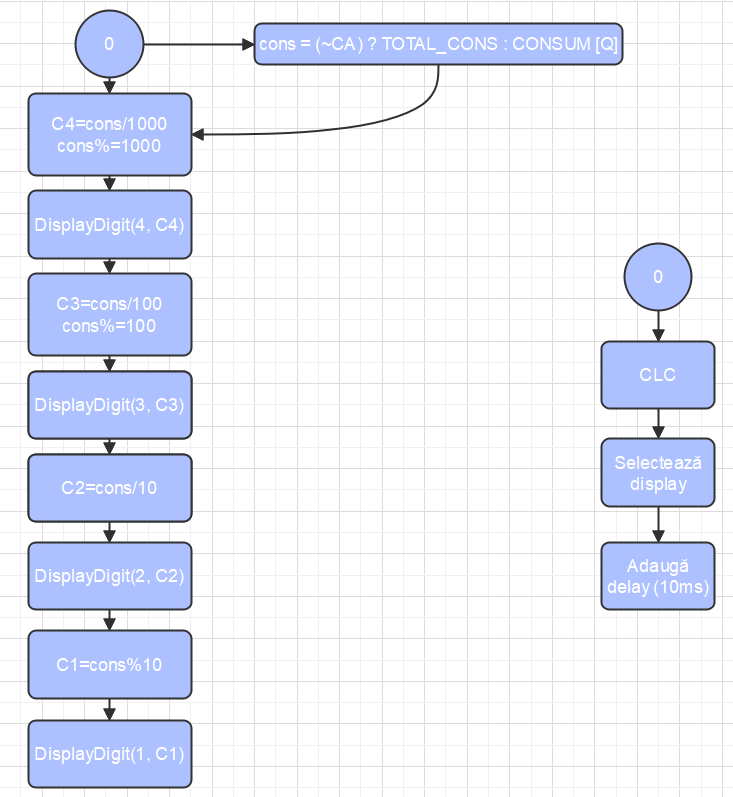 0
cons = (~CA) ? TOTAL_CONS : CONSUM [Q]
C4=cons/1000
cons%=1000
DisplayDigit(4, C4)
C3=cons/100
cons%=100
DisplayDigit(3, C3)
C2=cons/10
DisplayDigit(2, C2)
C1=cons%10
DisplayDigit(1, C1)
0
CLC
Selectează
display
Adaugă
delay (10ms)